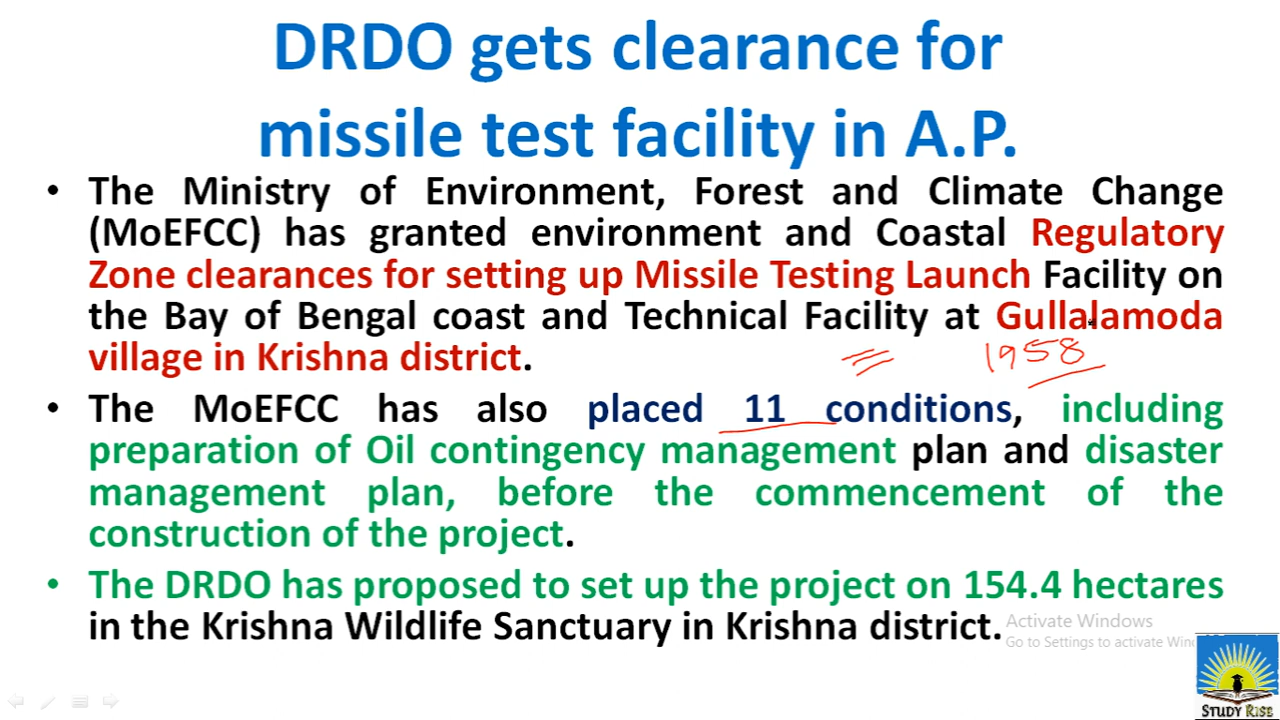 DRDO gets clearance for
missile test facility in A.P.
• The Ministry of Environment, Forest and Climate Change
(MoEFCC) has granted environment and Coastal Regulatory
Zone clearances for setting up Missile Testing Launch Facility on
the Bay of Bengal coast and Technical Facility at Gullalamoda
village in Krishna district.
1958
• The MoEFCC has also placed 11 conditions, including
preparation of Oil contingency management plan and disaster
management plan, before the commencement of the
construction of the project.
• The DRDO has proposed to set up the project on 154.4 hectares
in the Krishna Wildlife Sanctuary in Krishna district.
Activate Windows
Go to Settings to activate
STUDY RISE